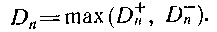 Dₙ=max (Dₙ⁺, Dₙ⁻).